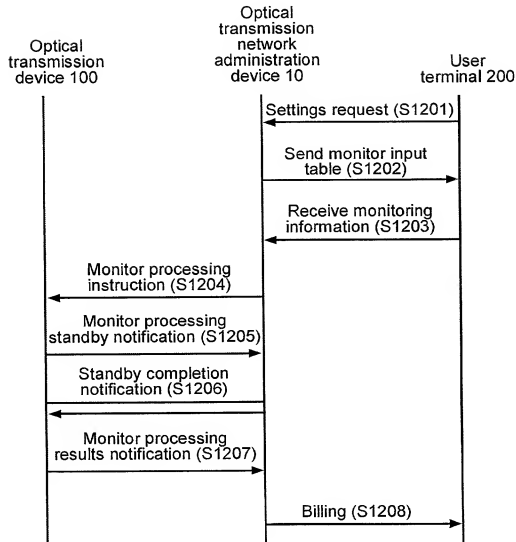 Optical
transmission
device 100
Optical
transmission
network
administration
device 10
User
terminal 200
Settings request (S1201)
Send monitor input
table (S1202)
Receive monitoring
information (S1203)
Monitor processing
instruction (S1204)
Monitor processing
standby notification (S1205)
Standby completion
notification (S1206)
Monitor processing
results notification (S1207)
Billing (S1208)